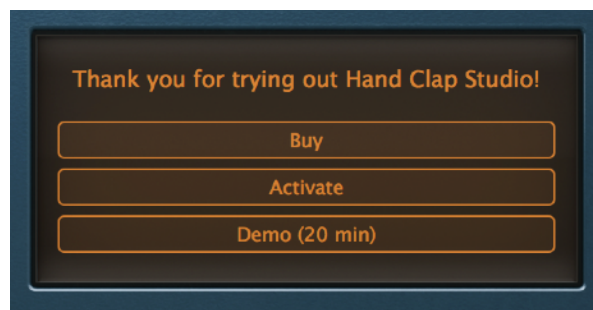 Thank you for trying out Hand Clap Studio!
Buy
Activate
Demo (20 min)